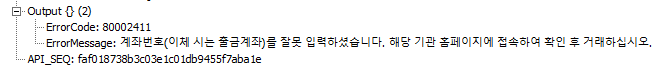 Output {} (2)
ErrorCode: 80002411
ErrorMessage: 계좌번호(이체 시는 출금계좌)를 잘못 입력하셨습니다. 해당 기관 홈페이지에 접속하여 확인 후 거래하십시오.
API_SEQ: faf018738b3c03e1c01db9455f7aba1e